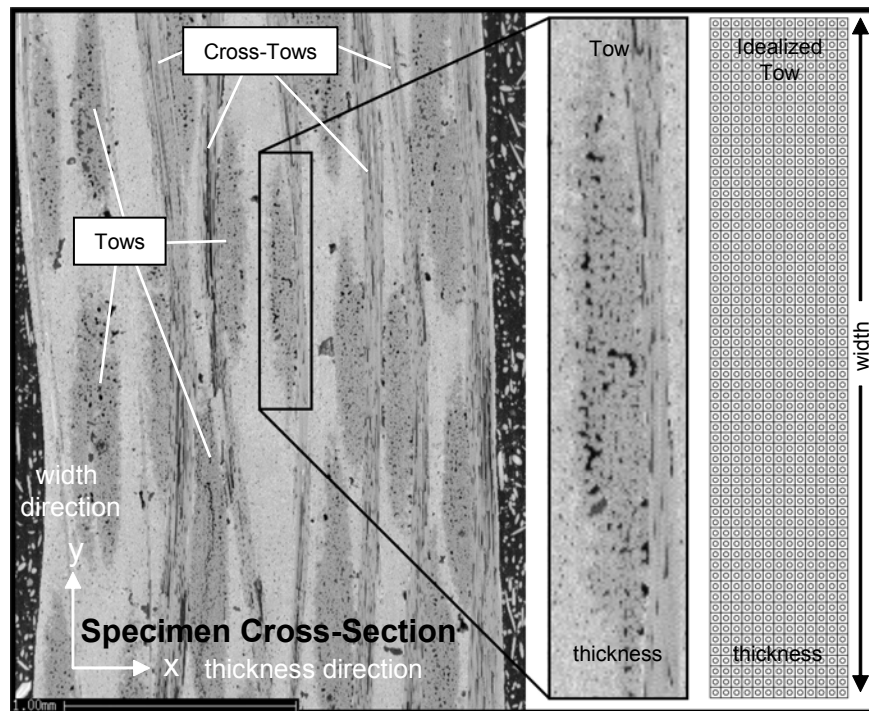 Cross-Tows
Tows
width
direction
y
x
Specimen Cross-Section
thickness direction
1.00mm
Tow
thickness
Idealized
Tow
thickness
width